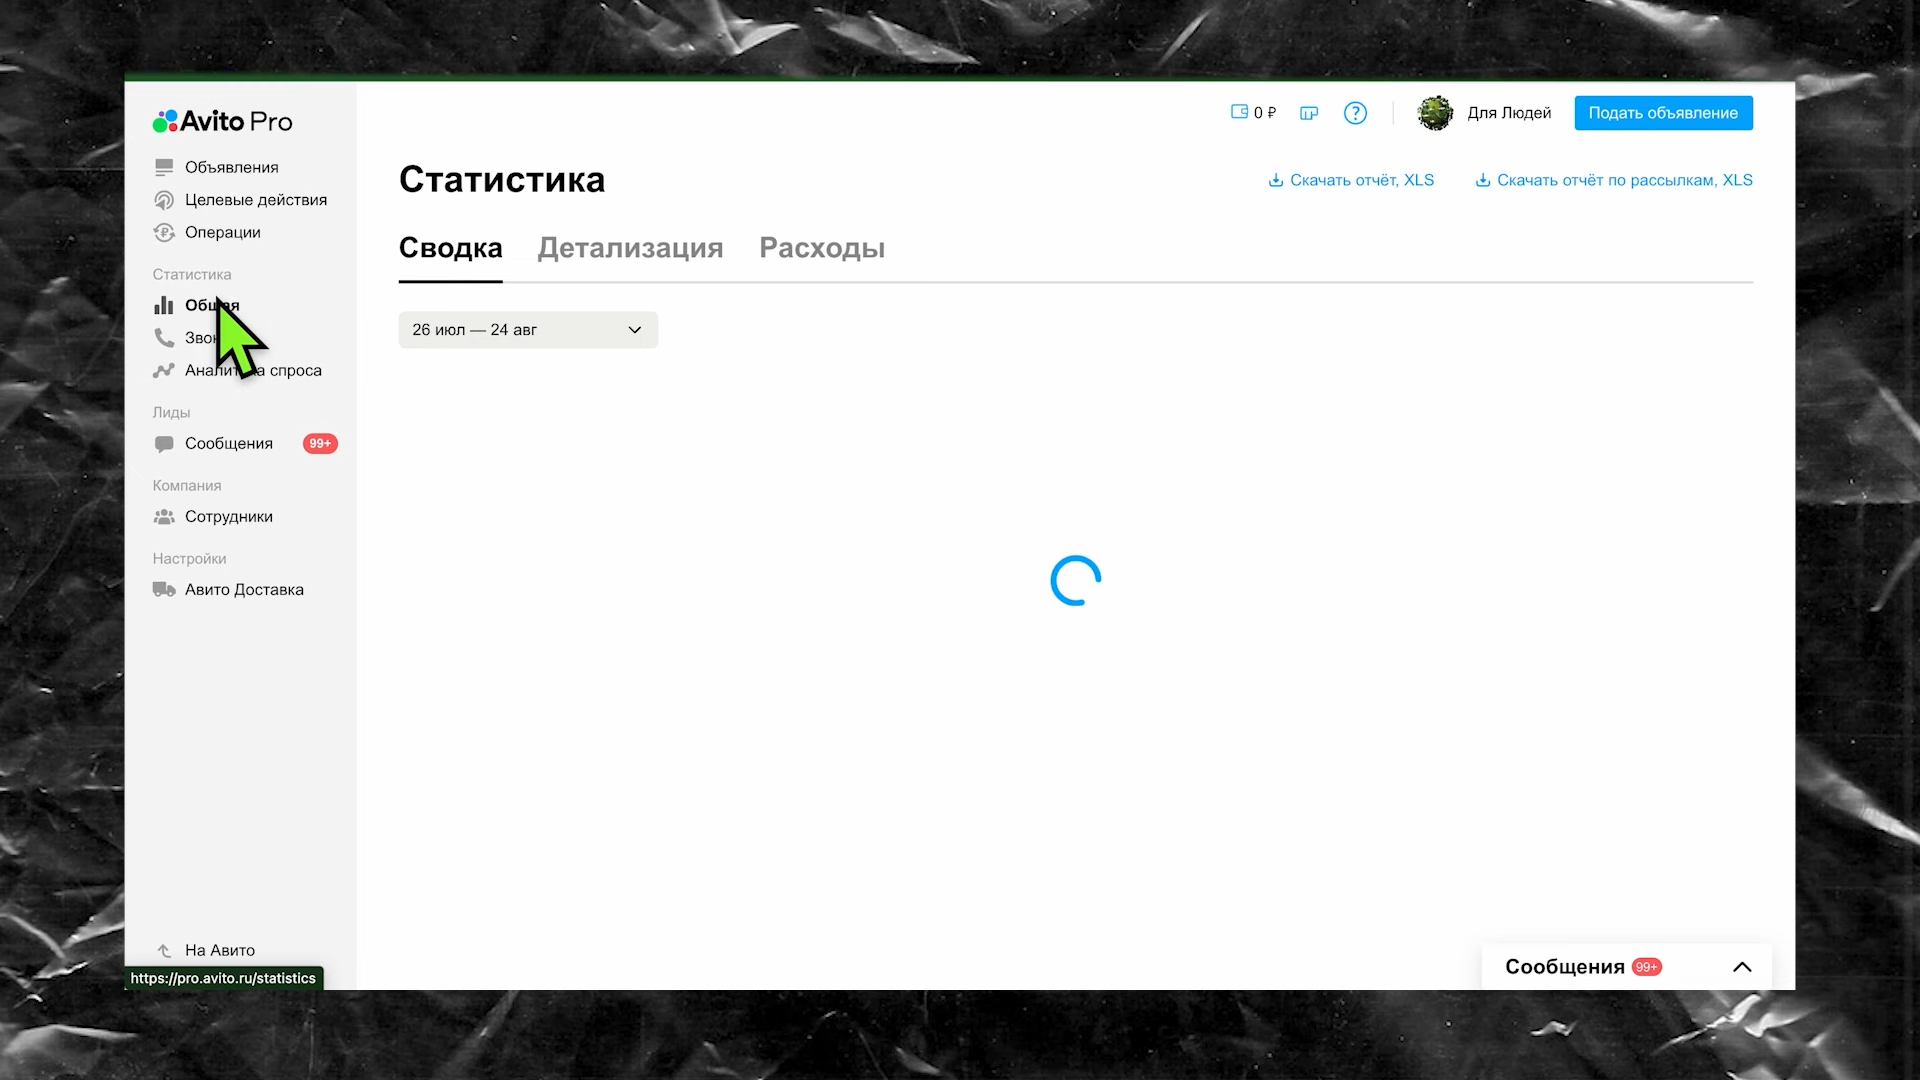 Avito Pro
Объявления
Целевые действия
Операции
Статистика
Общая
Аналитика спроса
Лиды
Сообщения 99+
Компания
Сотрудники
Настройки
Авито Доставка
На Авито
https://pro.avito.ru/statistics
0 ₽
?
Для Людей
Подать объявление
Статистика
Скачать отчёт, XLS
Скачать отчёт по рассылкам, XLS
Сводка
Детализация
Расходы
26 июл — 24 авг
Сообщения 99+